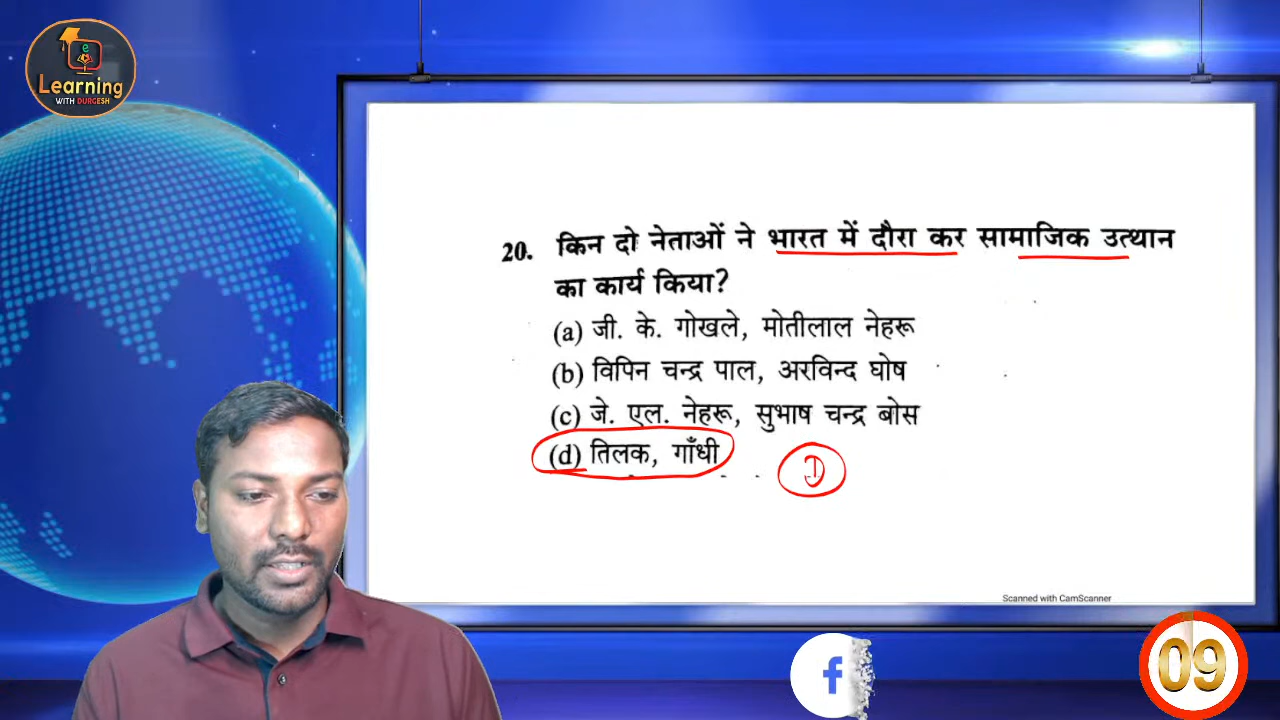 e
Learning
WITH DURGESH
20. किन दो नेताओं ने भारत में दौरा कर सामाजिक उत्थान
का कार्य किया?
(a) जी. के. गोखले, मोतीलाल नेहरू
(b) विपिन चन्द्र पाल, अरविन्द घोष
(c) जे. एल. नेहरू, सुभाष चन्द्र बोस
(d) तिलक, गाँधी
D
Scanned with CamScanner
f
09